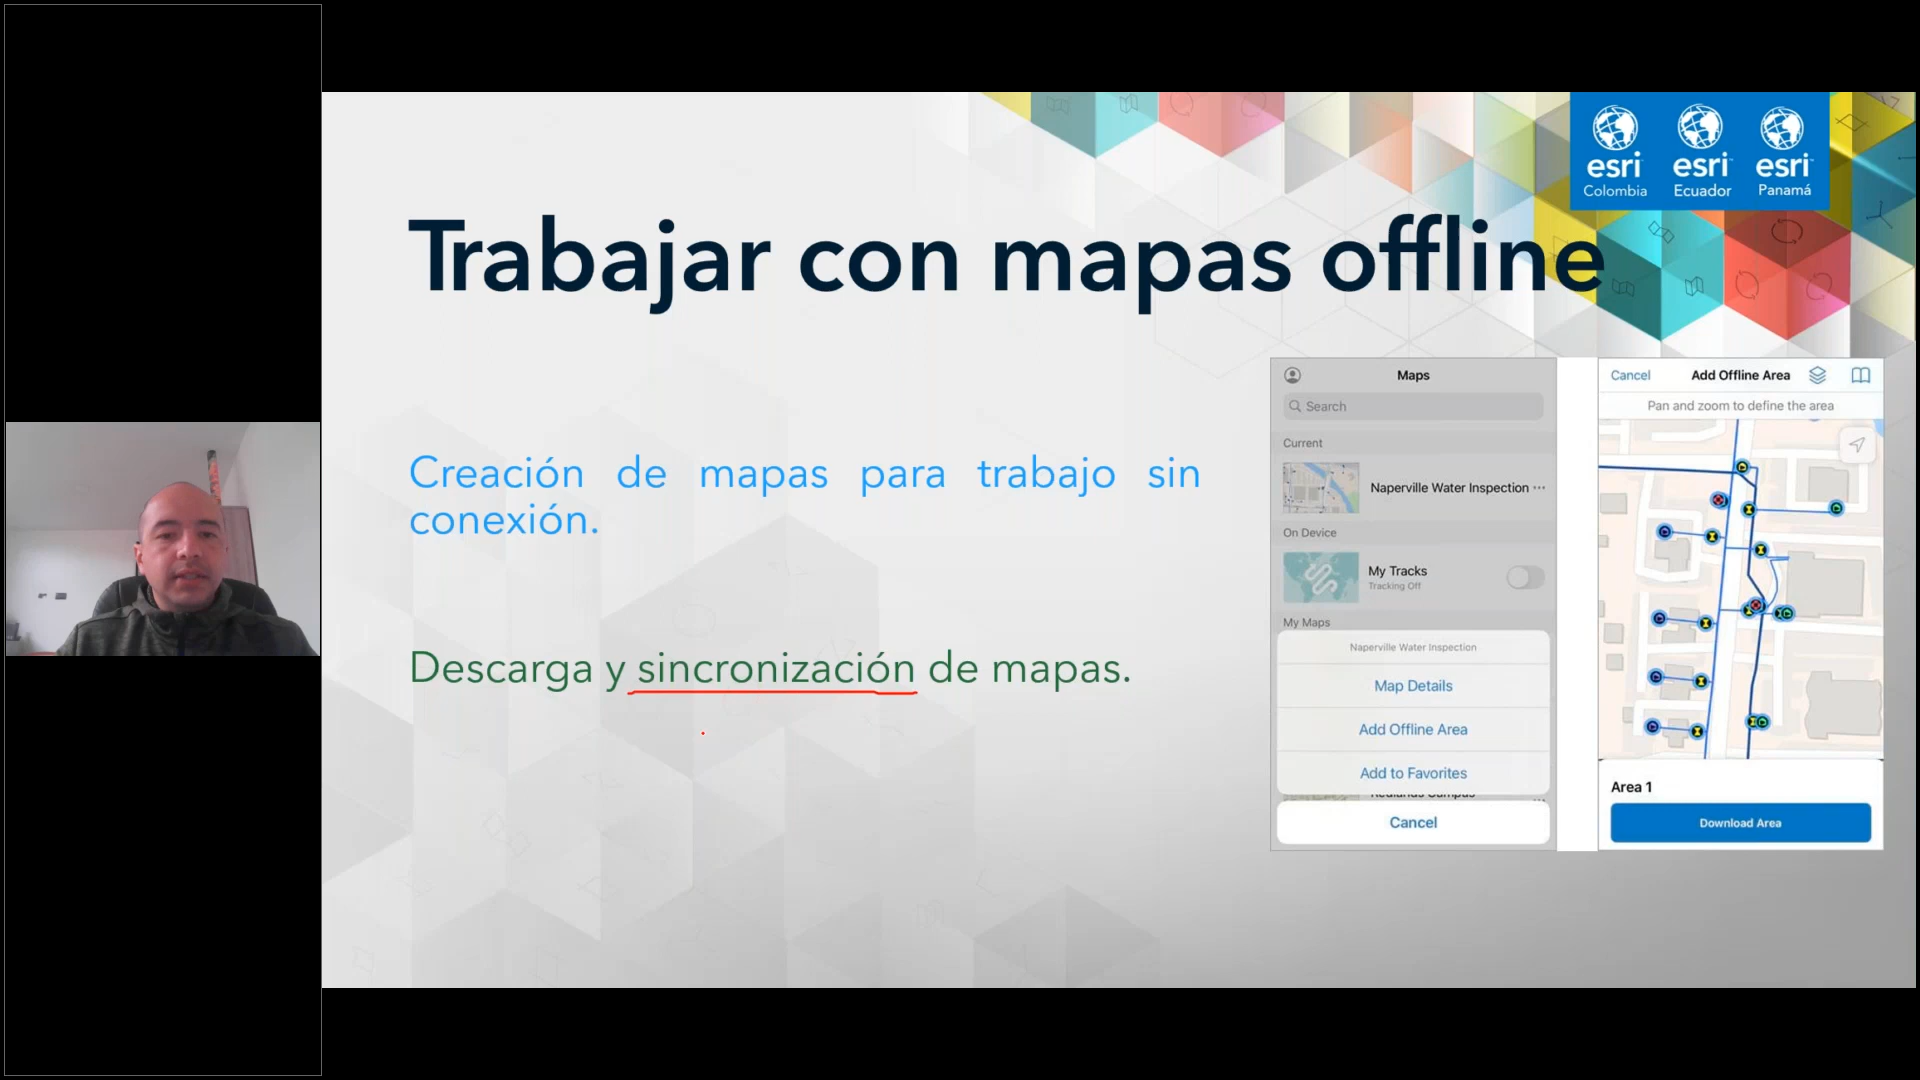 esri esri esri
Colombia Ecuador Panamá
Trabajar con mapas offline
Creación de mapas para trabajo sin
conexión.
Descarga y sincronización de mapas.
Maps
Search
Current
Naperville Water Inspection ...
On Device
My Tracks
Tracking Off
My Maps
Naperville Water Inspection
Map Details
Add Offline Area
Add to Favorites
Redlands Campus
Cancel
Cancel Add Offline Area
Pan and zoom to define the area
Area 1
Download Area